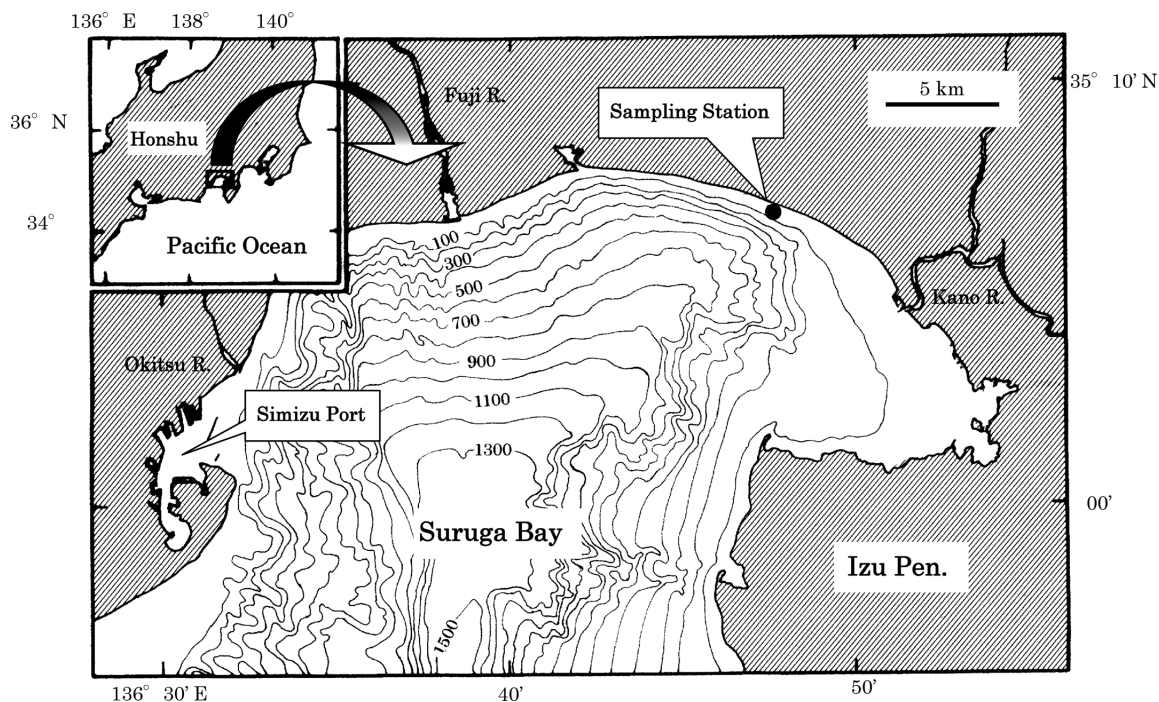 136° E
138°
140°
36° N
34°
Honshu
Pacific Ocean
Fuji R.
Sampling Station
5 km
35° 10' N
100
300
500
700
900
1100
1300
1500
Kano R.
Okitsu R.
Simizu Port
Suruga Bay
Izu Pen.
00'
136° 30' E
40'
50'